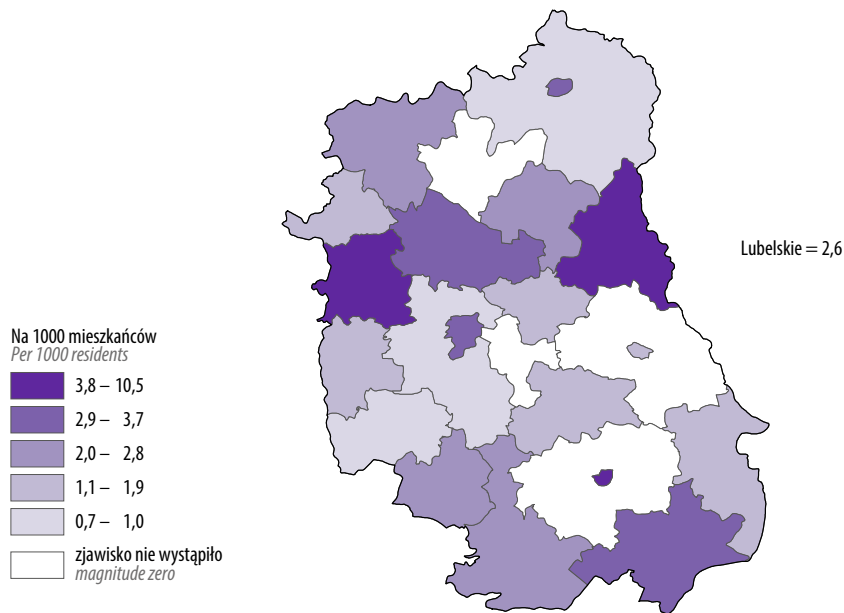 Lubelskie = 2,6
Na 1000 mieszkańców
Per 1000 residents
3,8 – 10,5
2,9 – 3,7
2,0 – 2,8
1,1 – 1,9
0,7 – 1,0
zjawisko nie wystąpiło
magnitude zero